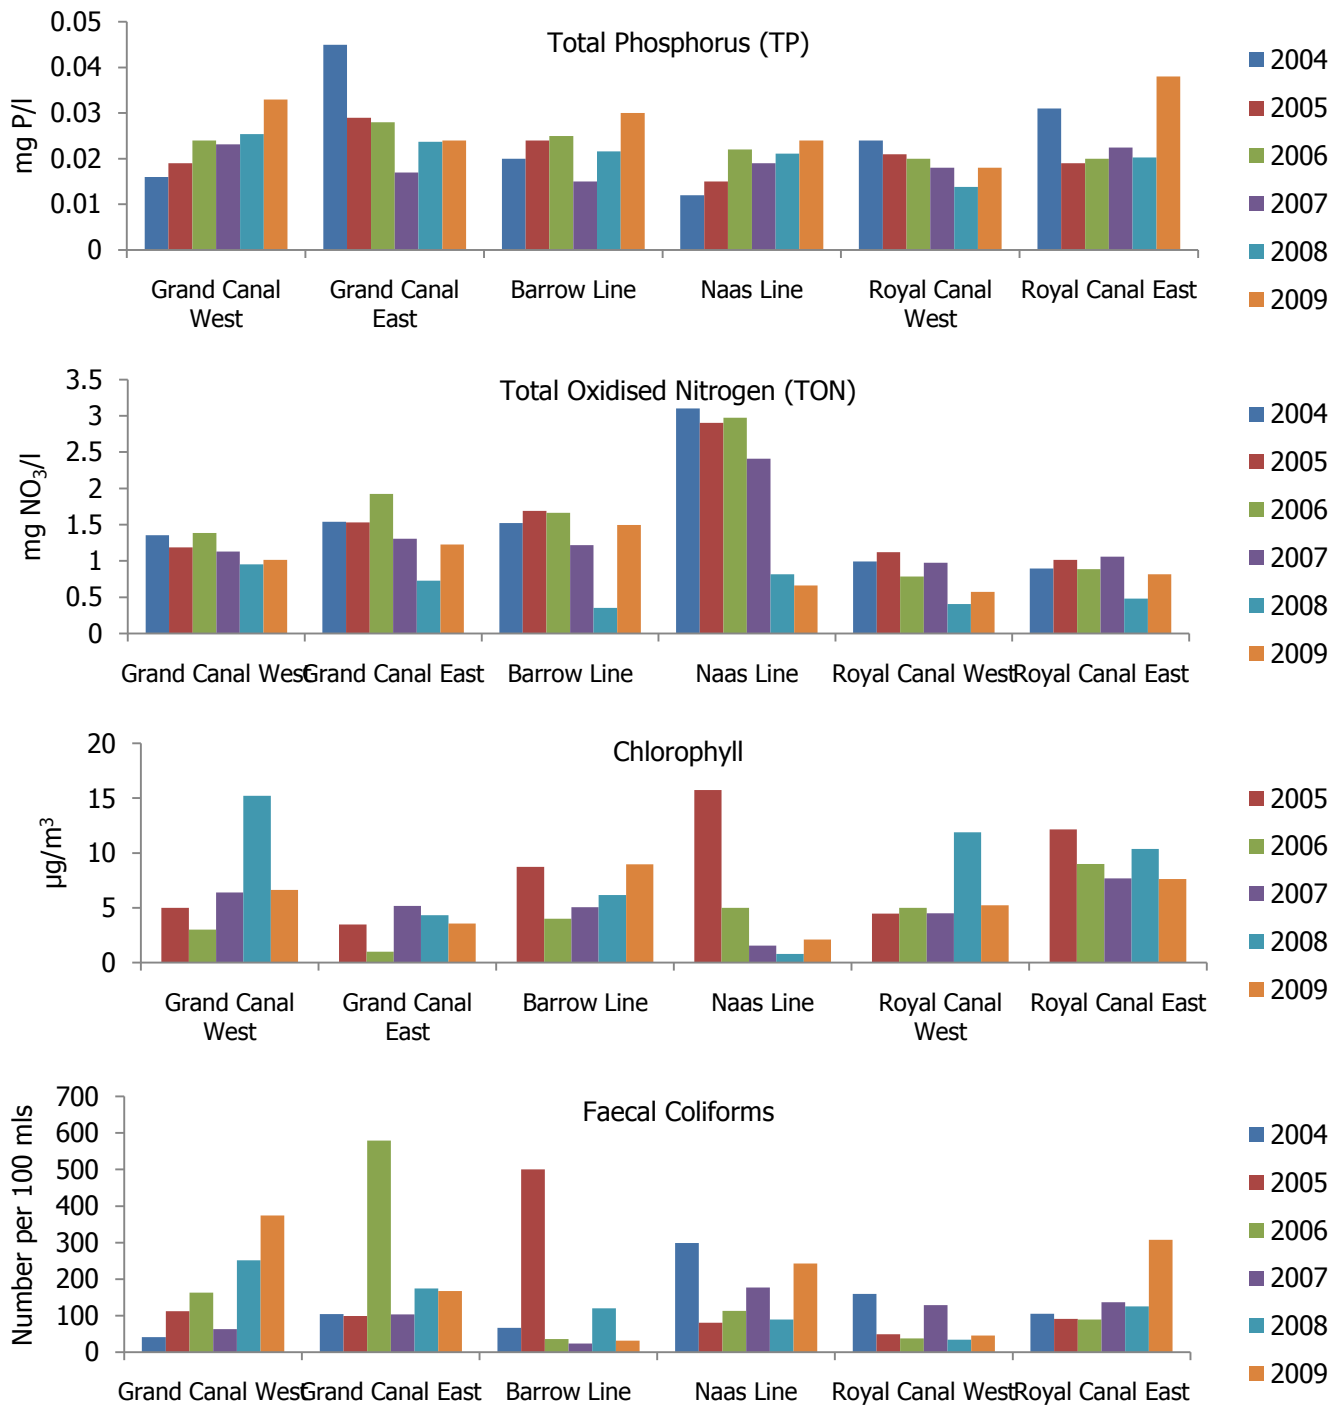 Total Phosphorus (TP)
mg P/l
0.05
0.04
0.03
0.02
0.01
0
Grand Canal West
Grand Canal East
Barrow Line
Naas Line
Royal Canal West
Royal Canal East
2004
2005
2006
2007
2008
2009
Total Oxidised Nitrogen (TON)
mg NO₃/l
3.5
3
2.5
2
1.5
1
0.5
0
Grand Canal West
Grand Canal East
Barrow Line
Naas Line
Royal Canal West
Royal Canal East
2004
2005
2006
2007
2008
2009
Chlorophyll
µg/m³
20
15
10
5
0
Grand Canal West
Grand Canal East
Barrow Line
Naas Line
Royal Canal West
Royal Canal East
2005
2006
2007
2008
2009
Faecal Coliforms
Number per 100 mls
700
600
500
400
300
200
100
0
Grand Canal West
Grand Canal East
Barrow Line
Naas Line
Royal Canal West
Royal Canal East
2004
2005
2006
2007
2008
2009